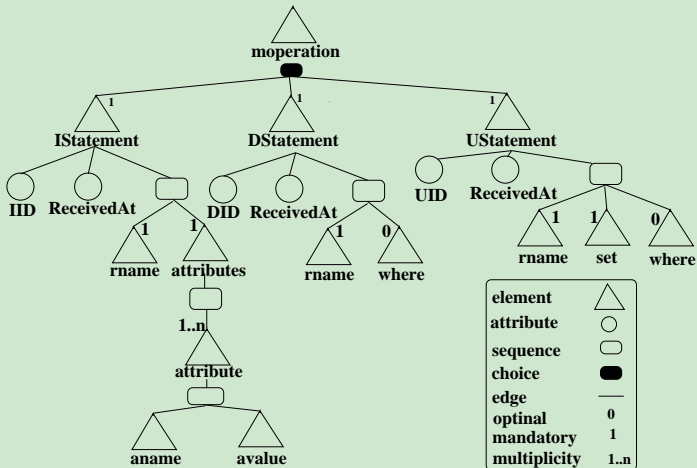 moperation
1 1 1
IStatement DStatement UStatement
IID ReceivedAt DID ReceivedAt UID ReceivedAt
1 1 1 0 1 1 0
rname attributes rname where rname set where
1..n
attribute
aname avalue
element
attribute
sequence
choice
edge
optinal 0
mandatory 1
multiplicity 1..n